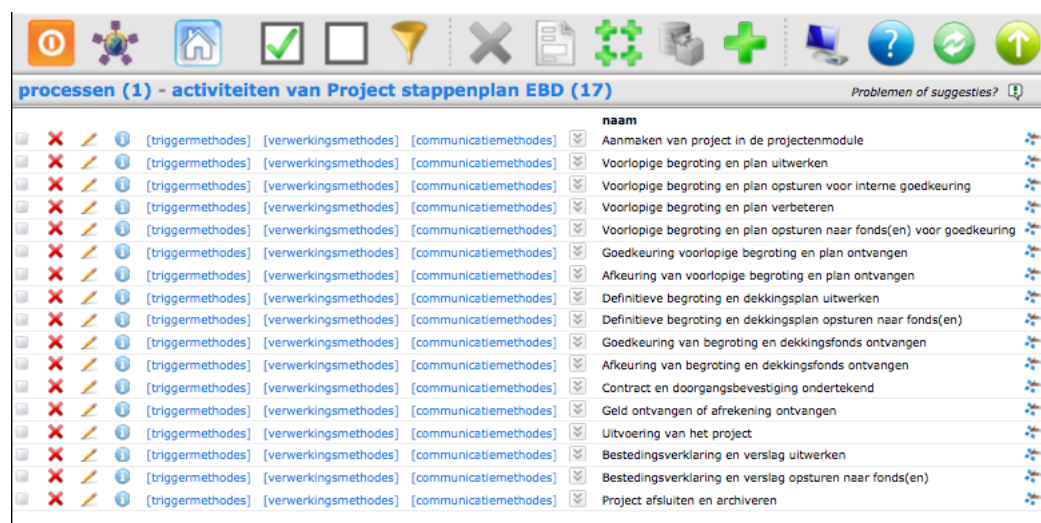 processen (1) - activiteiten van Project stappenplan EBD (17) Problemen of suggesties?
naam
[triggermethodes] [verwerkingsmethodes] [communicatiemethodes] Aanmaken van project in de projectenmodule
[triggermethodes] [verwerkingsmethodes] [communicatiemethodes] Voorlopige begroting en plan uitwerken
[triggermethodes] [verwerkingsmethodes] [communicatiemethodes] Voorlopige begroting en plan opsturen voor interne goedkeuring
[triggermethodes] [verwerkingsmethodes] [communicatiemethodes] Voorlopige begroting en plan verbeteren
[triggermethodes] [verwerkingsmethodes] [communicatiemethodes] Voorlopige begroting en plan opsturen naar fonds(en) voor goedkeuring
[triggermethodes] [verwerkingsmethodes] [communicatiemethodes] Goedkeuring voorlopige begroting en plan ontvangen
[triggermethodes] [verwerkingsmethodes] [communicatiemethodes] Afkeuring van voorlopige begroting en plan ontvangen
[triggermethodes] [verwerkingsmethodes] [communicatiemethodes] Definitieve begroting en dekkingsplan uitwerken
[triggermethodes] [verwerkingsmethodes] [communicatiemethodes] Definitieve begroting en dekkingsplan opsturen naar fonds(en)
[triggermethodes] [verwerkingsmethodes] [communicatiemethodes] Goedkeuring van begroting en dekkingsfonds ontvangen
[triggermethodes] [verwerkingsmethodes] [communicatiemethodes] Afkeuring van begroting en dekkingsfonds ontvangen
[triggermethodes] [verwerkingsmethodes] [communicatiemethodes] Contract en doorgangsbevestiging ondertekend
[triggermethodes] [verwerkingsmethodes] [communicatiemethodes] Geld ontvangen of afrekening ontvangen
[triggermethodes] [verwerkingsmethodes] [communicatiemethodes] Uitvoering van het project
[triggermethodes] [verwerkingsmethodes] [communicatiemethodes] Bestedingsverklaring en verslag uitwerken
[triggermethodes] [verwerkingsmethodes] [communicatiemethodes] Bestedingsverklaring en verslag opsturen naar fonds(en)
[triggermethodes] [verwerkingsmethodes] [communicatiemethodes] Project afsluiten en archiveren